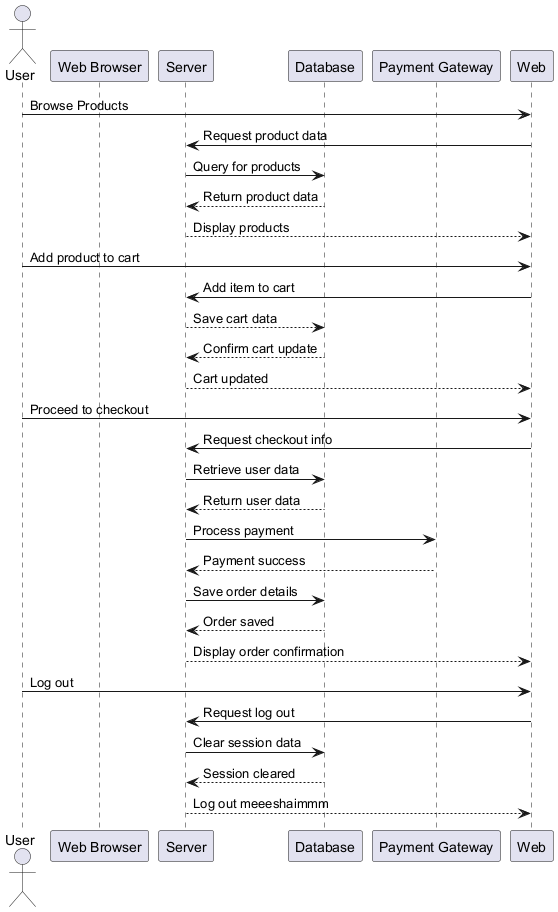 User
Web Browser
Server
Database
Payment Gateway
Web
Browse Products
Request product data
Query for products
Return product data
Display products
Add product to cart
Add item to cart
Save cart data
Confirm cart update
Cart updated
Proceed to checkout
Request checkout info
Retrieve user data
Return user data
Process payment
Payment success
Save order details
Order saved
Display order confirmation
Log out
Request log out
Clear session data
Session cleared
Log out meeeshaimmm
User
Web Browser
Server
Database
Payment Gateway
Web